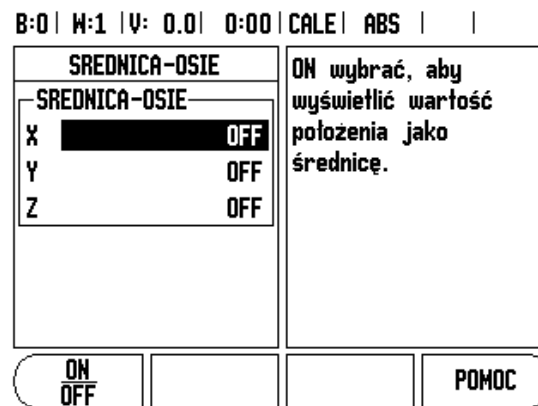 B:0 | W:1 | V: 0.0 | 0:00 | CALE | ABS | |
SREDNICA-OSIE
SREDNICA-OSIE
X OFF
Y OFF
Z OFF
ON wybrać, aby
wyświetlić wartość
położenia jako
średnicę.
ON
OFF
POMOC